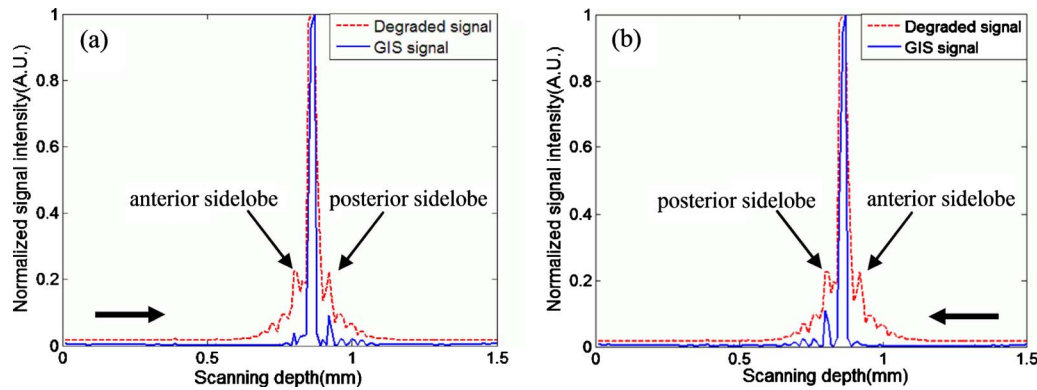 (a)
Degraded signal
GIS signal
Normalized signal intensity(A.U.)
1
0.8
0.6
0.4
0.2
0
anterior sidelobe
posterior sidelobe
0
0.5
1
1.5
Scanning depth(mm)
(b)
Degraded signal
GIS signal
Normalized signal intensity(A.U.)
1
0.8
0.6
0.4
0.2
0
posterior sidelobe
anterior sidelobe
0
0.5
1
1.5
Scanning depth(mm)